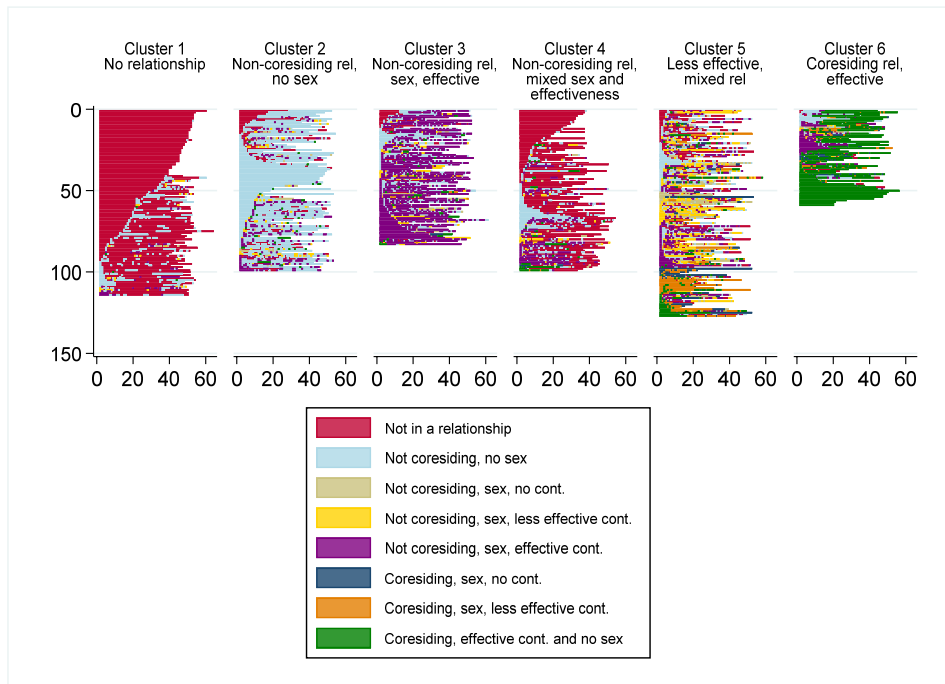 Cluster 1
No relationship
Cluster 2
Non-coresiding rel,
no sex
Cluster 3
Non-coresiding rel,
sex, effective
Cluster 4
Non-coresiding rel,
mixed sex and
effectiveness
Cluster 5
Less effective,
mixed rel
Cluster 6
Coresiding rel,
effective
0
50
100
150
0 20 40 60
0 20 40 60
0 20 40 60
0 20 40 60
0 20 40 60
0 20 40 60
Not in a relationship
Not coresiding, no sex
Not coresiding, sex, no cont.
Not coresiding, sex, less effective cont.
Not coresiding, sex, effective cont.
Coresiding, sex, no cont.
Coresiding, sex, less effective cont.
Coresiding, effective cont. and no sex